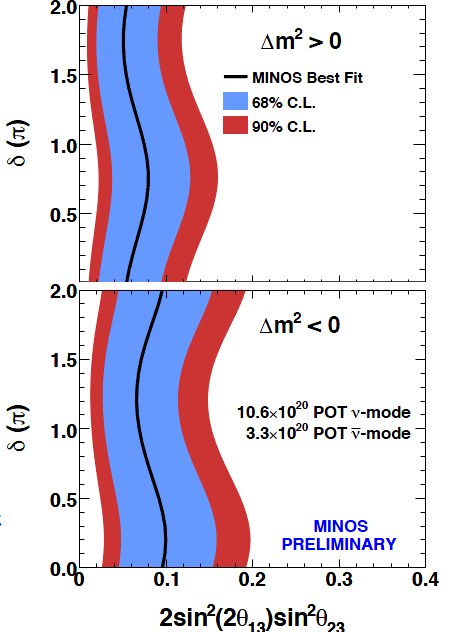 2.0
Δm² > 0
1.5
MINOS Best Fit
68% C.L.
90% C.L.
1.0
δ (π)
0.5
2.0
Δm² < 0
1.5
10.6×10²⁰ POT ν-mode
δ (π)
1.0
3.3×10²⁰ POT ν̄-mode
0.5
MINOS
PRELIMINARY
0.0
0 0.1 0.2 0.3 0.4
2sin²(2θ₁₃)sin²θ₂₃